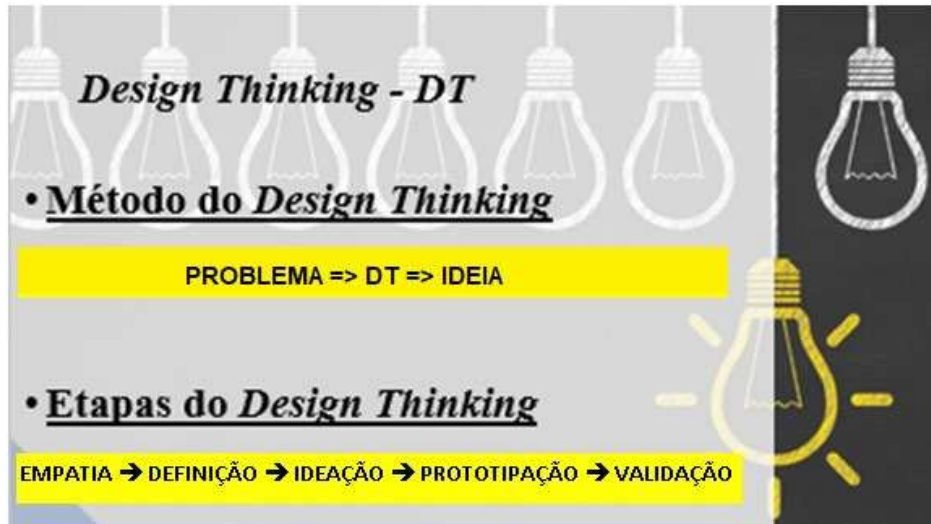 Design Thinking - DT
• Método do Design Thinking
PROBLEMA => DT => IDEIA
• Etapas do Design Thinking
EMPATIA ➔ DEFINIÇÃO ➔ IDEAÇÃO ➔ PROTOTIPAÇÃO ➔ VALIDAÇÃO